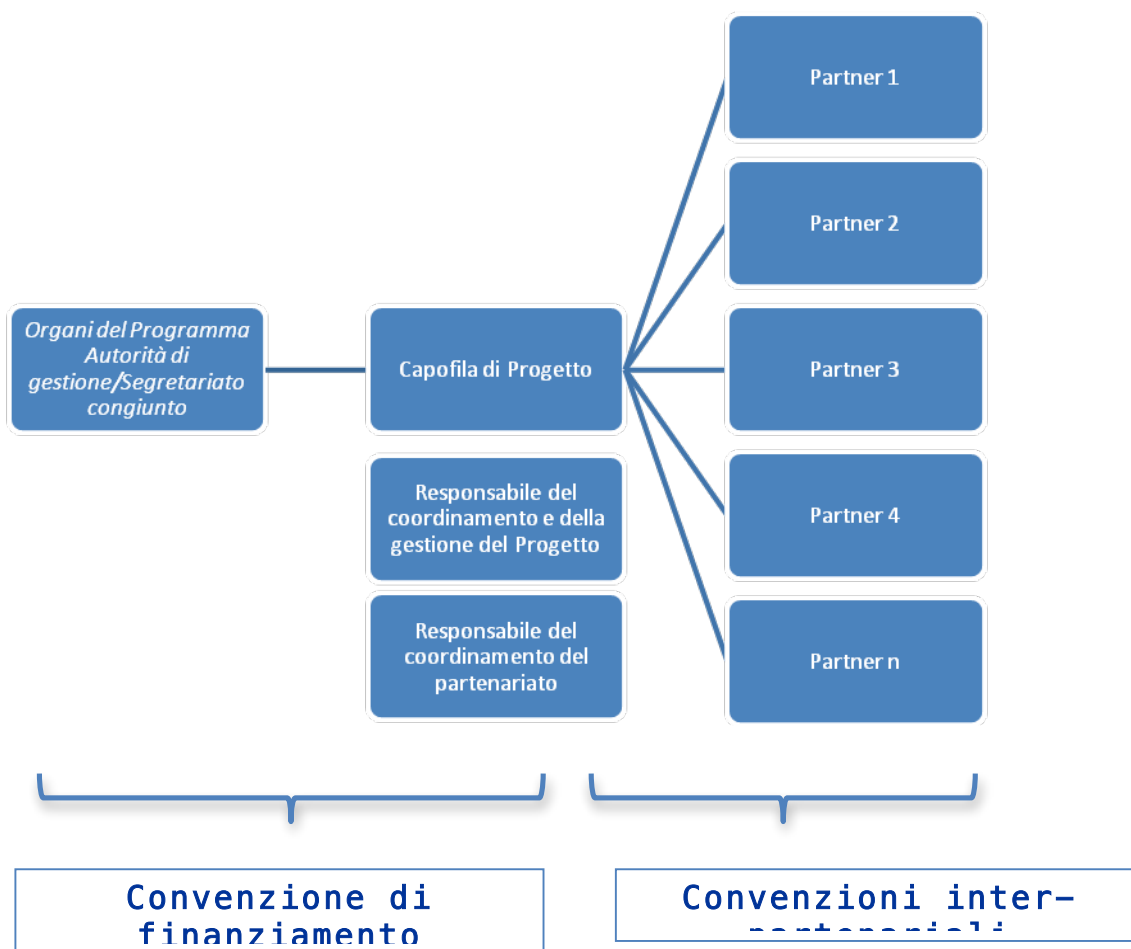 Partner 1
Partner 2
Organi del Programma
Autorità di
gestione/Segretariato
congiunto
Capofila di Progetto
Partner 3
Responsabile del
coordinamento e della
gestione del Progetto
Partner 4
Responsabile del
coordinamento del
partenariato
Partner n
Convenzione di
finanziamento
Convenzioni inter-
partenariali